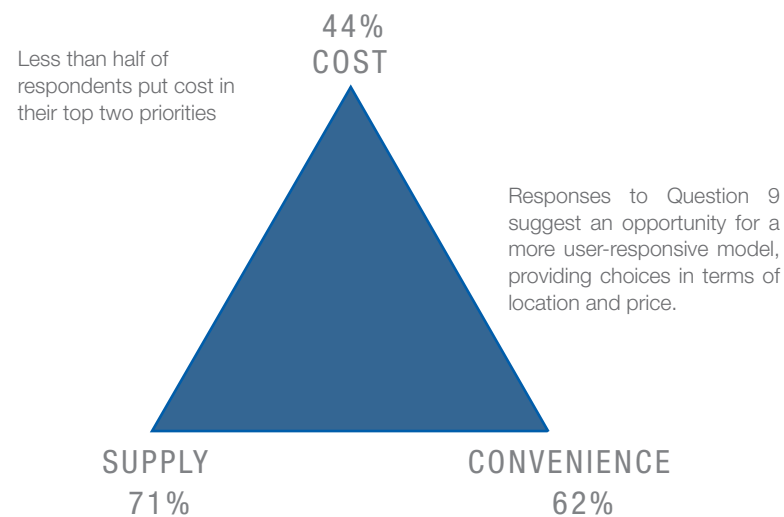 44%
COST
Less than half of
respondents put cost in
their top two priorities
Responses to Question 9
suggest an opportunity for a
more user-responsive model,
providing choices in terms of
location and price.
SUPPLY
71%
CONVENIENCE
62%